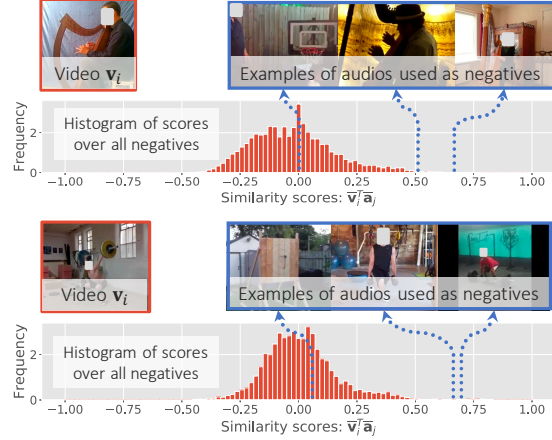 Video v_i
Examples of audios used as negatives
Frequency
2
0
Histogram of scores
over all negatives
−1.00 −0.75 −0.50 −0.25 0.00 0.25 0.50 0.75 1.00
Similarity scores: v̅_i^T a̅_j
Video v_i
Examples of audios used as negatives
Frequency
2
0
Histogram of scores
over all negatives
−1.00 −0.75 −0.50 −0.25 0.00 0.25 0.50 0.75 1.00
Similarity scores: v̅_i^T a̅_j